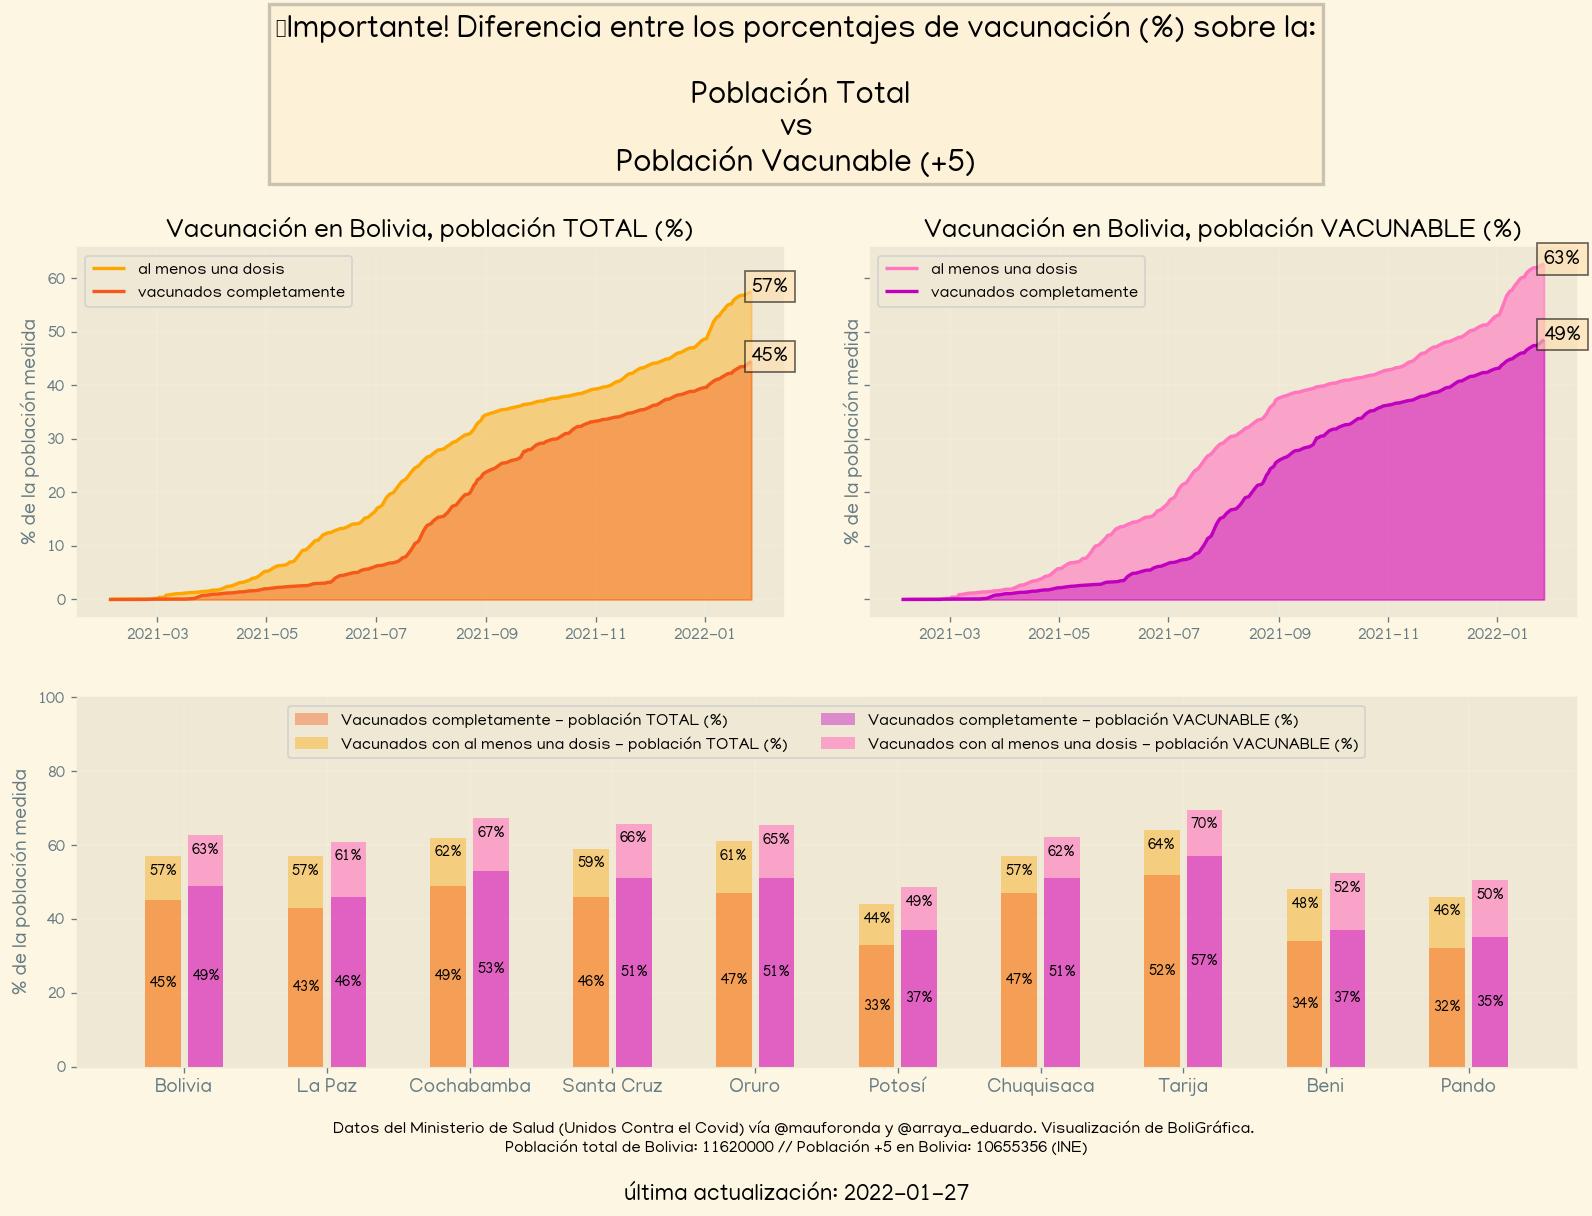 Importante! Diferencia entre los porcentajes de vacunación (%) sobre la:
Población Total
vs
Población Vacunable (+5)
Vacunación en Bolivia, población TOTAL (%)
al menos una dosis
vacunados completamente
57%
45%
% de la población medida
60
50
40
30
20
10
0
2021-03 2021-05 2021-07 2021-09 2021-11 2022-01
Vacunación en Bolivia, población VACUNABLE (%)
al menos una dosis
vacunados completamente
63%
49%
% de la población medida
2021-03 2021-05 2021-07 2021-09 2021-11 2022-01
Vacunados completamente - población TOTAL (%)
Vacunados con al menos una dosis - población TOTAL (%)
Vacunados completamente - población VACUNABLE (%)
Vacunados con al menos una dosis - población VACUNABLE (%)
% de la población medida
100
80
60
40
20
0
57% 63% 57% 61% 62% 67% 59% 66% 61% 65% 44% 49% 57% 62% 64% 70% 48% 52% 46% 50%
45% 49% 43% 46% 49% 53% 46% 51% 47% 51% 33% 37% 47% 51% 52% 57% 34% 37% 32% 35%
Bolivia La Paz Cochabamba Santa Cruz Oruro Potosí Chuquisaca Tarija Beni Pando
Datos del Ministerio de Salud (Unidos Contra el Covid) vía @mauforonda y @arraya_eduardo. Visualización de BoliGráfica.
Población total de Bolivia: 11620000 // Población +5 en Bolivia: 10655356 (INE)
última actualización: 2022-01-27